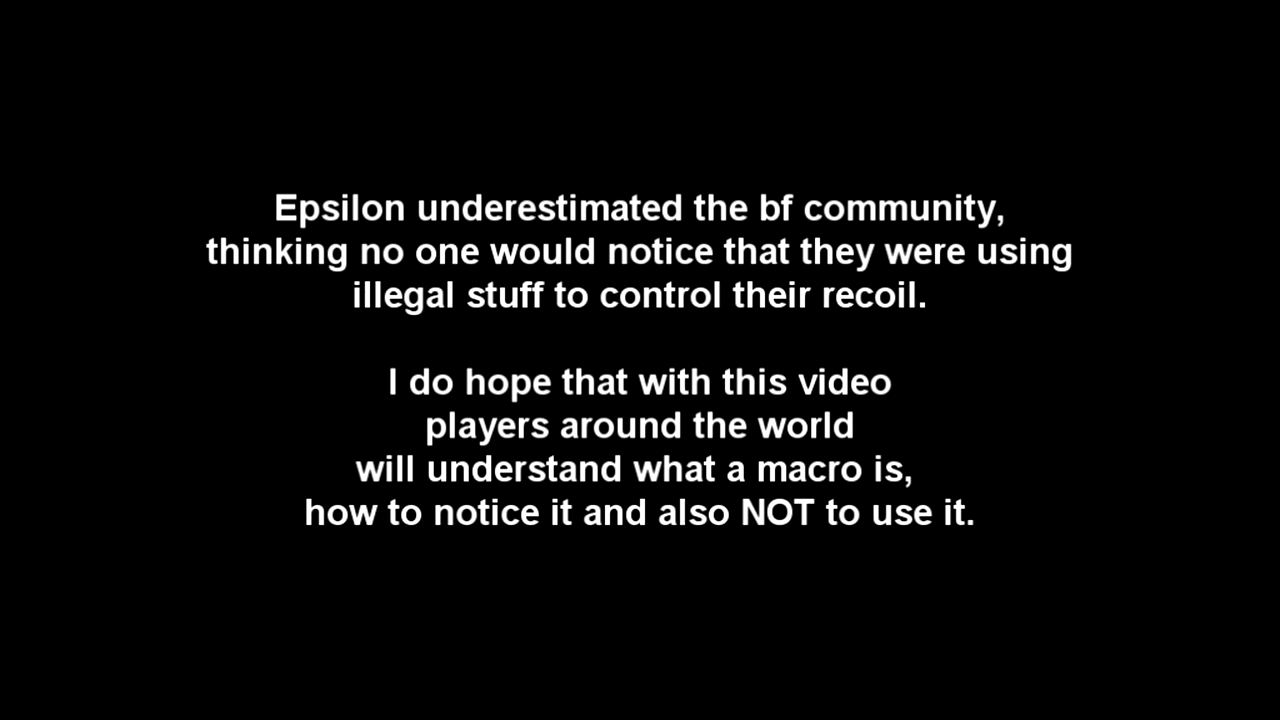 Epsilon underestimated the bf community,
thinking no one would notice that they were using
illegal stuff to control their recoil.
I do hope that with this video
players around the world
will understand what a macro is,
how to notice it and also NOT to use it.